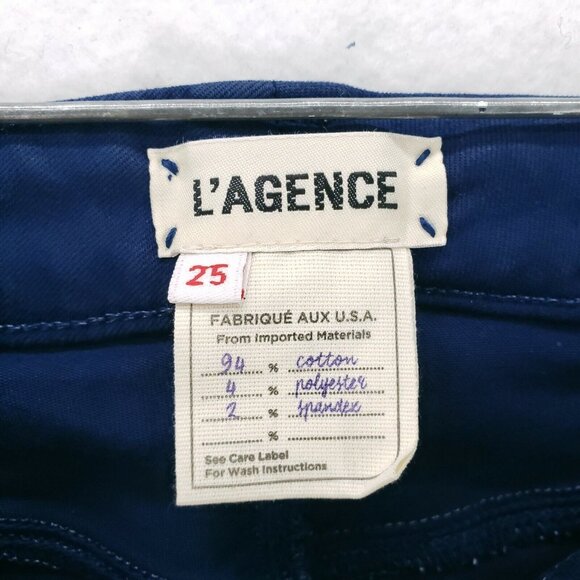 L'AGENCE
25
FABRIQUÉ AUX U.S.A.
From Imported Materials
94 % cotton
4 % polyester
2 % spandex
%
See Care Label
For Wash Instructions